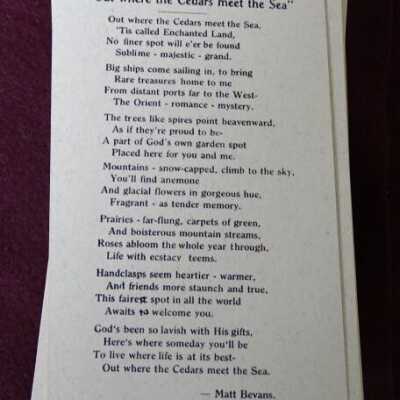 "Out where the Cedars meet the Sea"
Out where the Cedars meet the Sea.
'Tis called Enchanted Land,
No finer spot will e'er be found
Sublime - majestic - grand.
Big ships come sailing in, to bring
Rare treasures home to me
From distant ports far to the West-
The Orient - romance - mystery.
The trees like spires point heavenward,
As if they're proud to be-
A part of God's own garden spot
Placed here for you and me.
Mountains - snow-capped, climb to the sky,
You'll find anemone
And glacial flowers in gorgeous hue,
Fragrant - as tender memory.
Prairies - far-flung, carpets of green,
And boisterous mountain streams,
Roses abloom the whole year through,
Life with ecstacy teems.
Handclasps seem heartier - warmer,
And friends more staunch and true,
This fairest spot in all the world
Awaits to welcome you.
God's been so lavish with His gifts,
Here's where someday you'll be
To live where life is at its best-
Out where the Cedars meet the Sea.
— Matt Bevans.